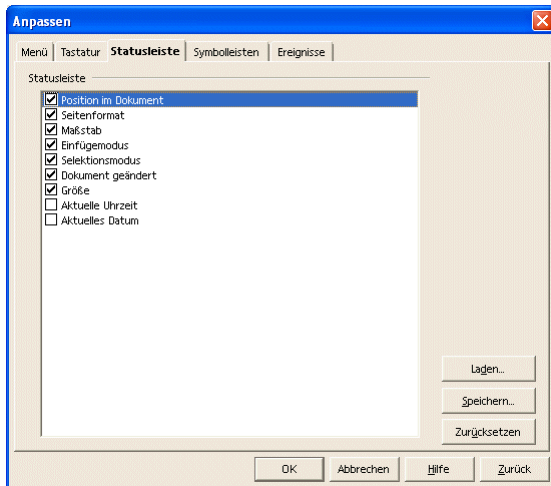 Anpassen
Menü Tastatur Statusleiste Symbolleisten Ereignisse
Statusleiste
Position im Dokument
Seitenformat
Maßstab
Einfügemodus
Selektionsmodus
Dokument geändert
Größe
Aktuelle Uhrzeit
Aktuelles Datum
Laden...
Speichern...
Zurücksetzen
OK Abbrechen Hilfe Zurück